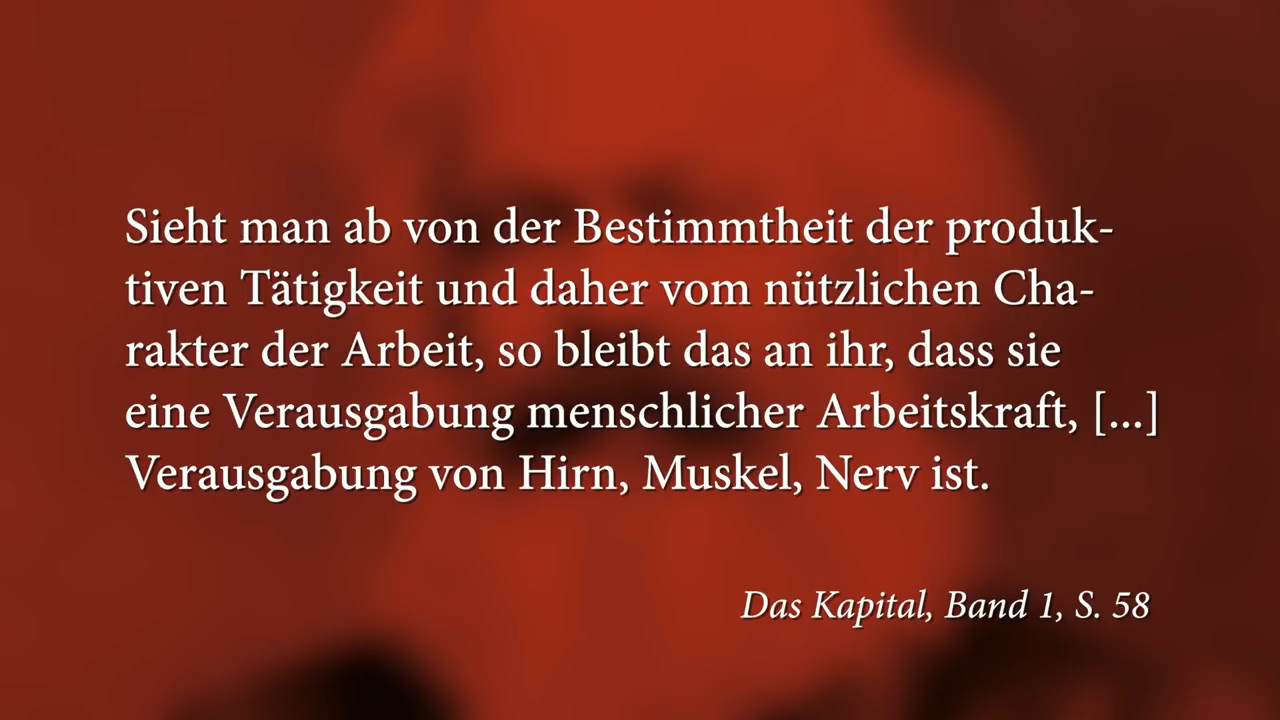 Sieht man ab von der Bestimmtheit der produk-
tiven Tätigkeit und daher vom nützlichen Cha-
rakter der Arbeit, so bleibt das an ihr, dass sie
eine Verausgabung menschlicher Arbeitskraft, [...]
Verausgabung von Hirn, Muskel, Nerv ist.
Das Kapital, Band 1, S. 58